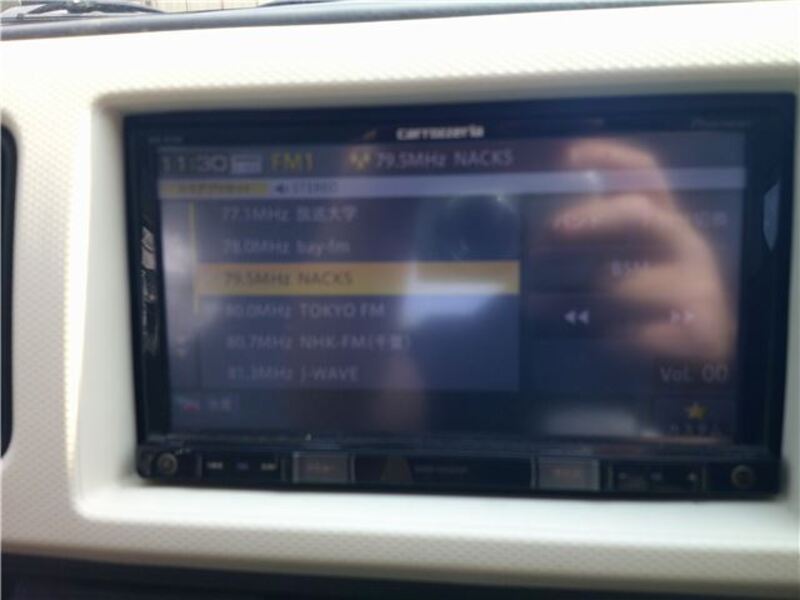 carrozzeria
11:30 FM1 79.5MHz NACK5
STEREO
77.1MHz 放送大学
78.0MHz bay-fm
79.5MHz NACK5
80.0MHz TOKYO FM
80.7MHz NHK-FM(千葉)
81.3MHz J-WAVE
BSM
Vol. 00